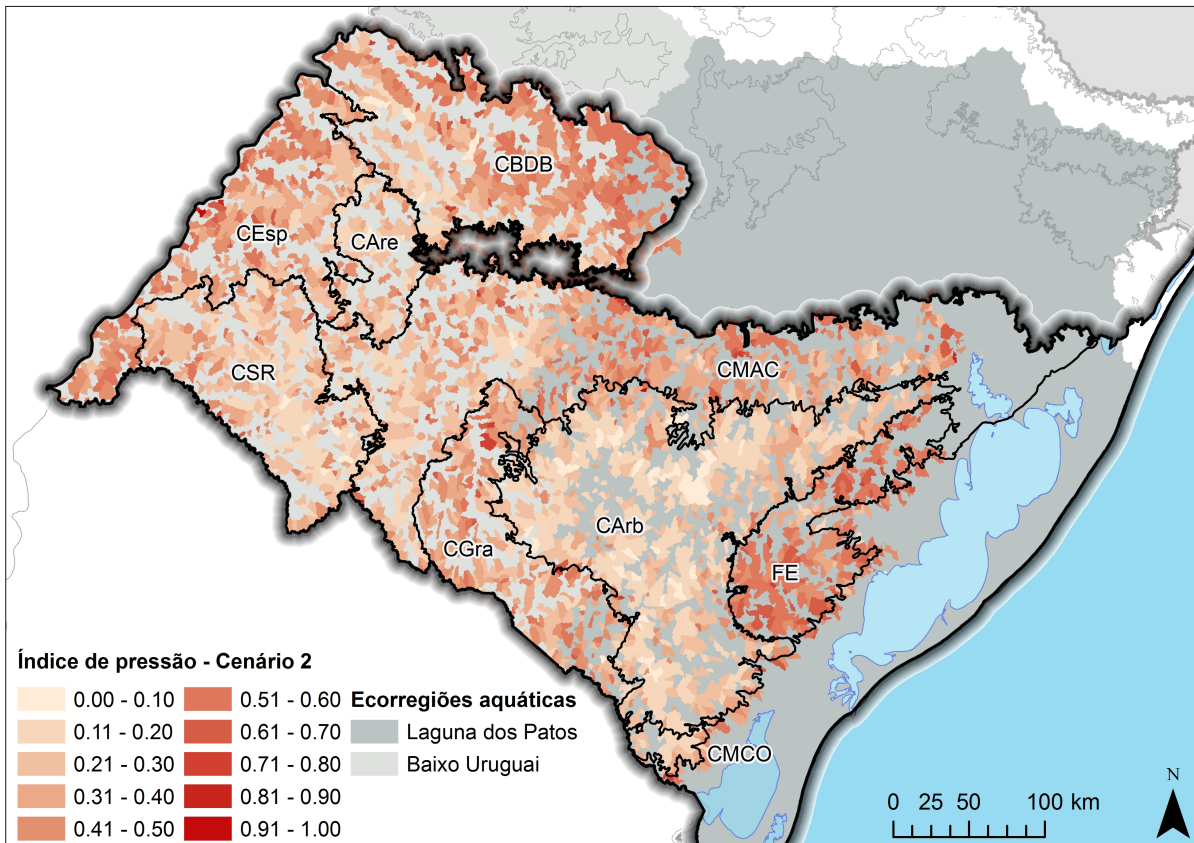 CBDB
CEsp
CAre
CSR
CMAC
CArb
CGra
FE
CMCO
Índice de pressão - Cenário 2
0.00 - 0.10
0.11 - 0.20
0.21 - 0.30
0.31 - 0.40
0.41 - 0.50
0.51 - 0.60
0.61 - 0.70
0.71 - 0.80
0.81 - 0.90
0.91 - 1.00
Ecorregiões aquáticas
Laguna dos Patos
Baixo Uruguai
0 25 50 100 km
N